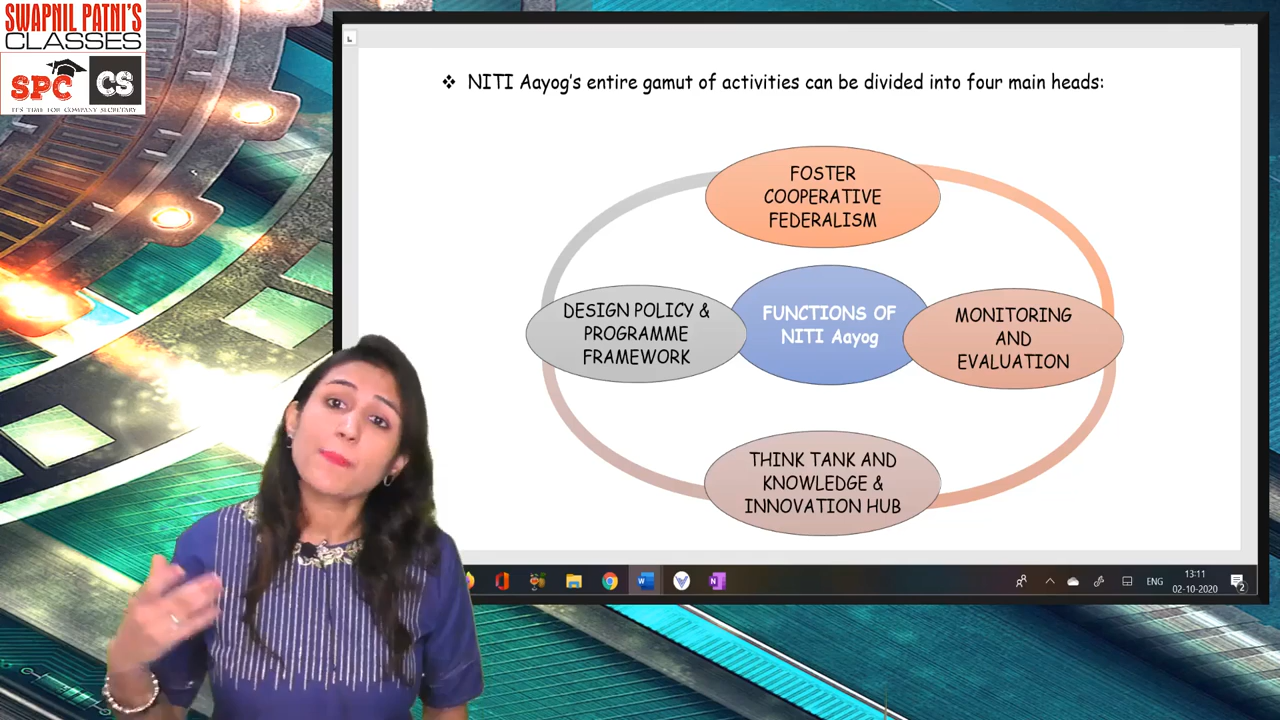 SWAPNIL PATNI'S
CLASSES
SPC CS
IT'S TIME FOR COMPANY SECRETARY
❖ NITI Aayog's entire gamut of activities can be divided into four main heads:
FOSTER
COOPERATIVE
FEDERALISM
DESIGN POLICY &
PROGRAMME
FRAMEWORK
FUNCTIONS OF
NITI Aayog
MONITORING
AND
EVALUATION
THINK TANK AND
KNOWLEDGE &
INNOVATION HUB
ENG
13:11
02-10-2020
2